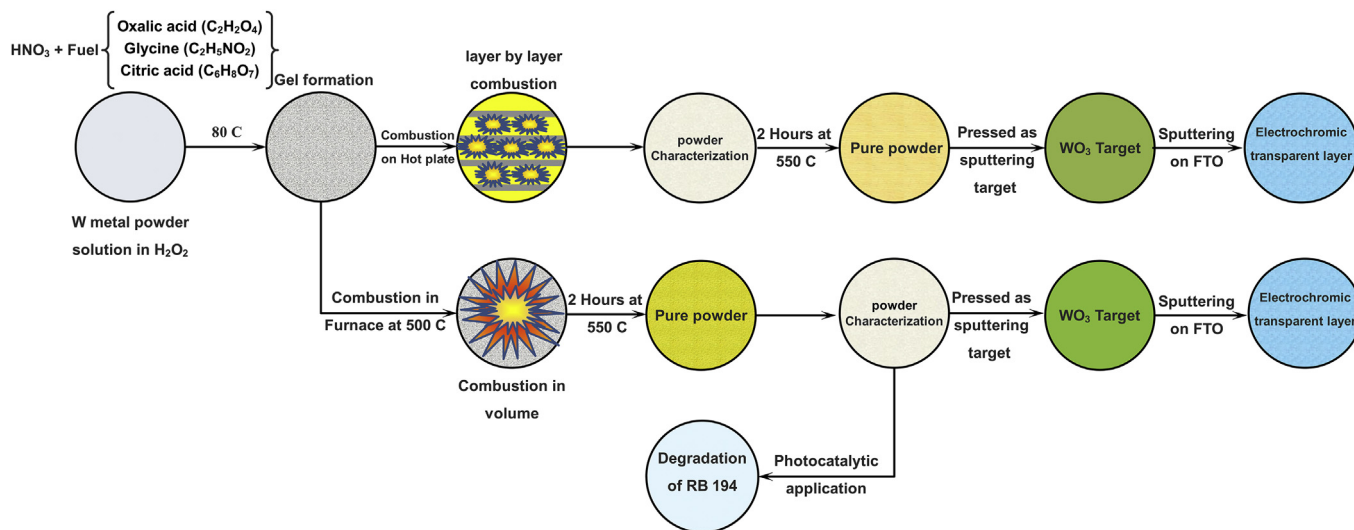 HNO₃ + Fuel
Oxalic acid (C₂H₂O₄)
Glycine (C₂H₅NO₂)
Citric acid (C₆H₈O₇)
80 C
W metal powder
solution in H₂O₂
Gel formation
Combustion
on Hot plate
layer by layer
combustion
powder
Characterization
2 Hours at
550 C
Pure powder
Pressed as
sputtering
target
WO₃ Target
Sputtering
on FTO
Electrochromic
transparent layer
Combustion in
Furnace at 500 C
Combustion in
volume
2 Hours at
550 C
Pure powder
powder
Characterization
Pressed as
sputtering
target
WO₃ Target
Sputtering
on FTO
Electrochromic
transparent layer
Photocatalytic
application
Degradation
of RB 194